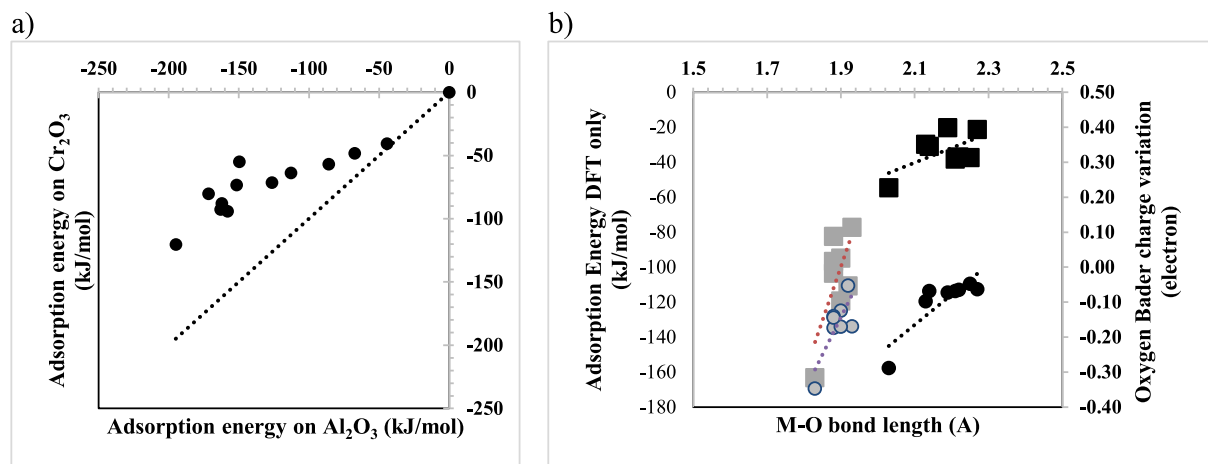 a)
-250 -200 -150 -100 -50 0
0
-50
-100
-150
-200
-250
Adsorption energy on Cr₂O₃
(kJ/mol)
Adsorption energy on Al₂O₃ (kJ/mol)
b)
1.5 1.7 1.9 2.1 2.3 2.5
0
-20
-40
-60
-80
-100
-120
-140
-160
-180
Adsorption Energy DFT only
(kJ/mol)
0.50
0.40
0.30
0.20
0.10
0.00
-0.10
-0.20
-0.30
-0.40
Oxygen Bader charge variation
(electron)
M-O bond length (A)